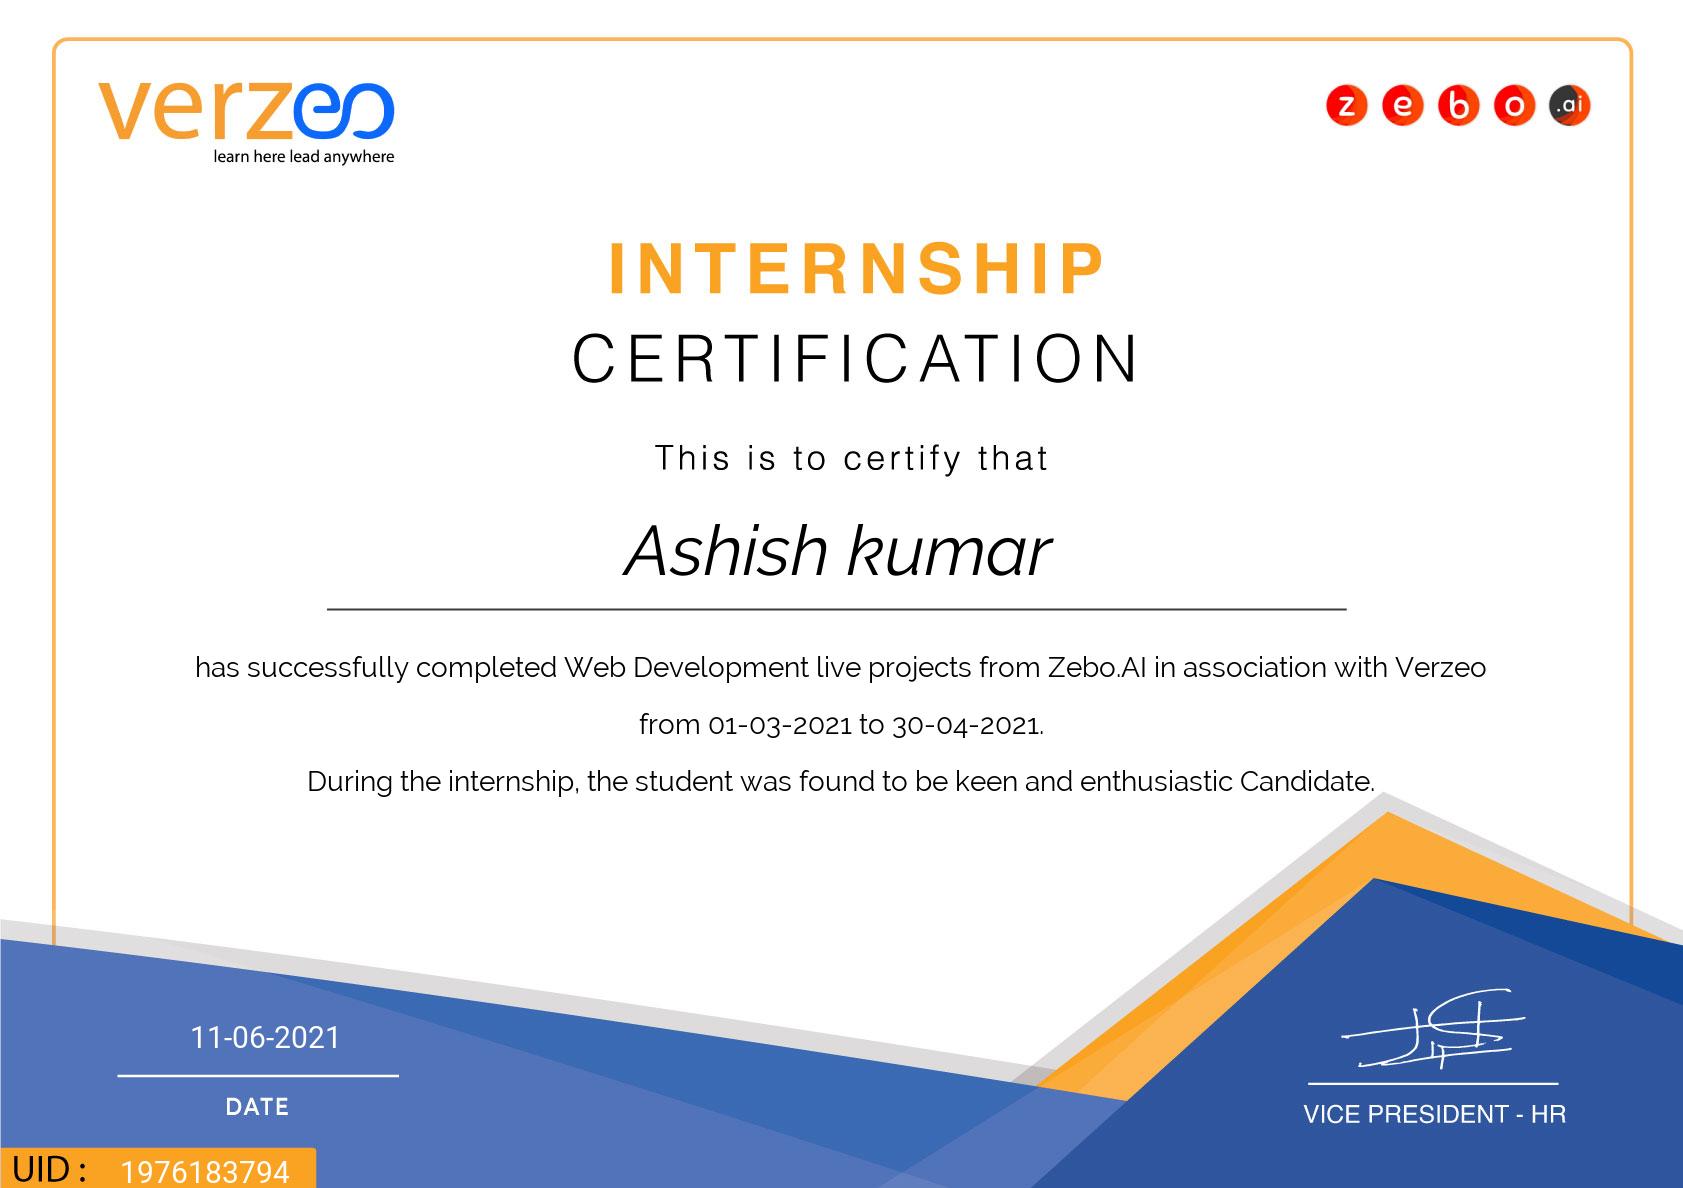 verzeo
learn here lead anywhere
zebo.ai
INTERNSHIP
CERTIFICATION
This is to certify that
Ashish kumar
has successfully completed Web Development live projects from Zebo.AI in association with Verzeo
from 01-03-2021 to 30-04-2021.
During the internship, the student was found to be keen and enthusiastic Candidate.
11-06-2021
DATE
VICE PRESIDENT - HR
UID : 1976183794